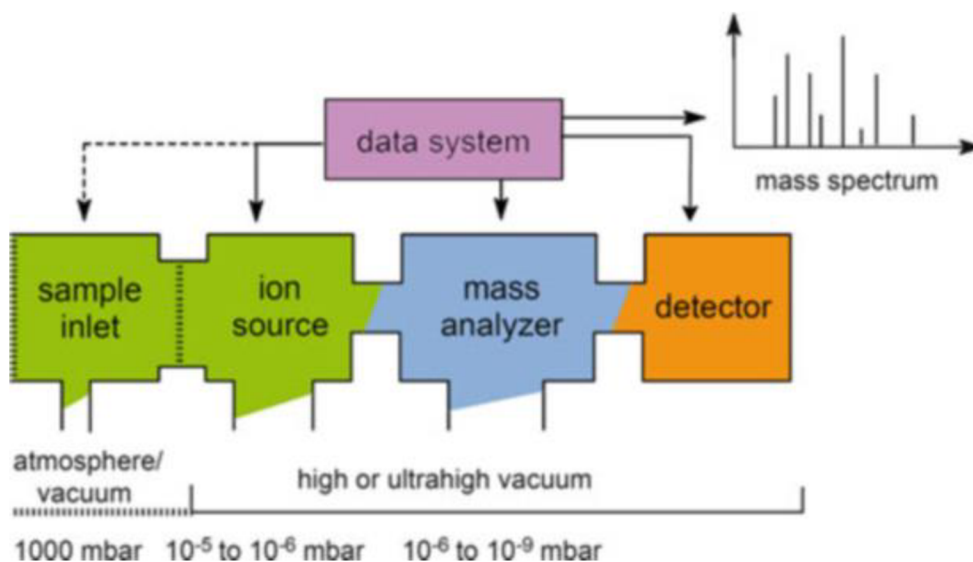 data system
mass spectrum
sample
inlet
ion
source
mass
analyzer
detector
atmosphere/
vacuum
high or ultrahigh vacuum
1000 mbar
10⁻⁵ to 10⁻⁶ mbar
10⁻⁶ to 10⁻⁹ mbar